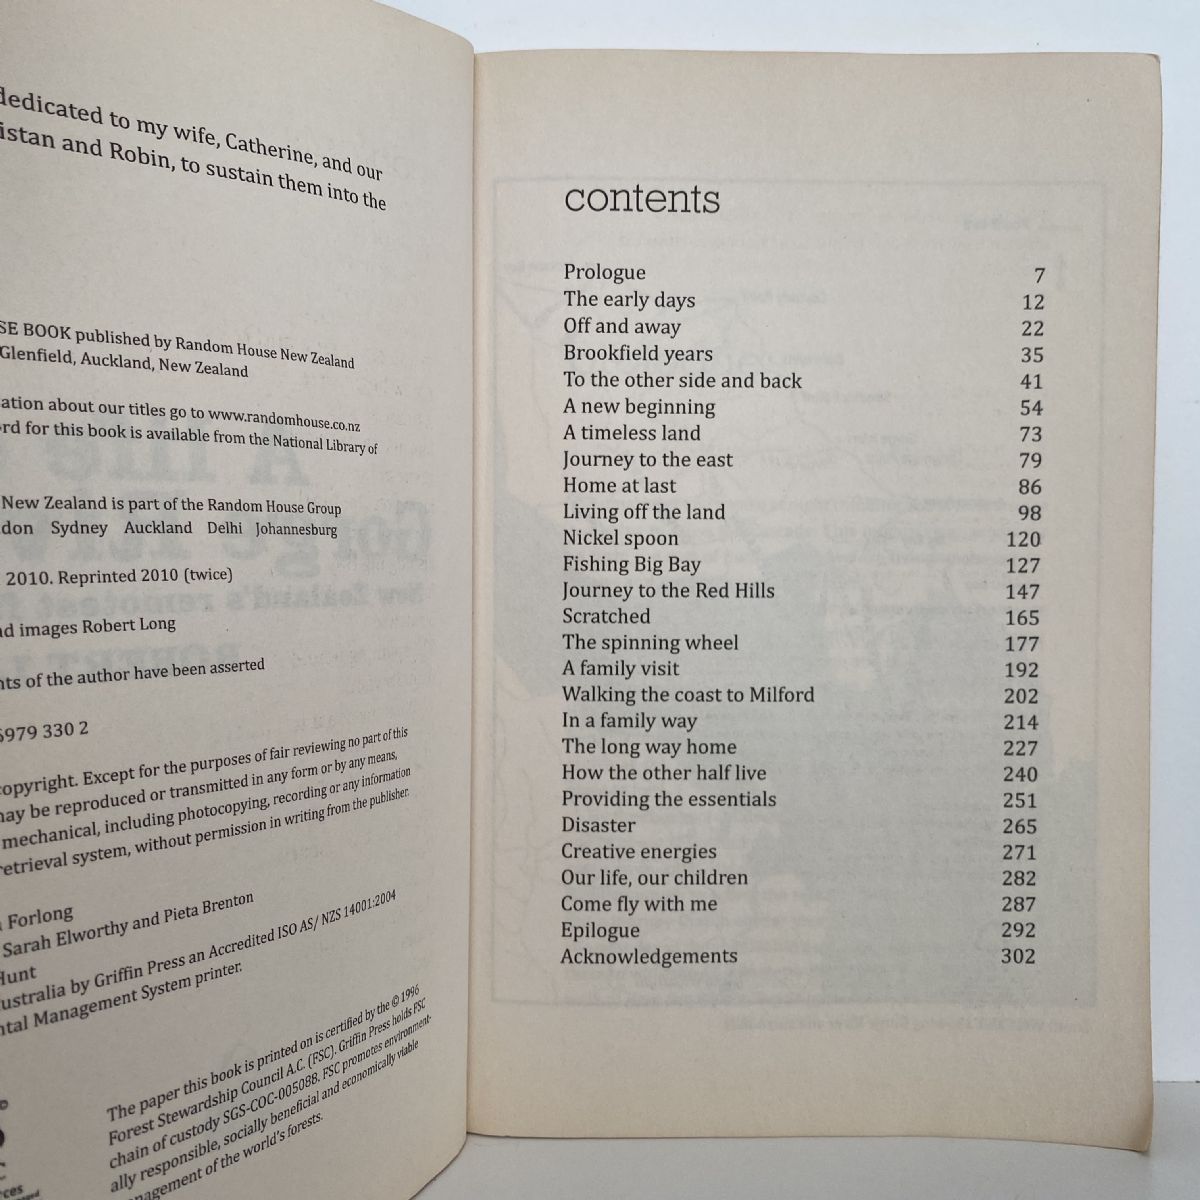 dedicated to my wife, Catherine, and our
istan and Robin, to sustain them into the
SE BOOK published by Random House New Zealand
Glenfield, Auckland, New Zealand
ation about our titles go to www.randomhouse.co.nz
rd for this book is available from the National Library of
New Zealand is part of the Random House Group
don Sydney Auckland Delhi Johannesburg
2010. Reprinted 2010 (twice)
nd images Robert Long
nts of the author have been asserted
979 330 2
opyright. Except for the purposes of fair reviewing no part of this
may be reproduced or transmitted in any form or by any means,
mechanical, including photocopying, recording or any information
retrieval system, without permission in writing from the publisher.
Forlong
Sarah Elworthy and Pieta Brenton
Hunt
ustralia by Griffin Press an Accredited ISO AS/ NZS 14001:2004
ntal Management System printer.
The paper this book is printed on is certified by the © 1996
Forest Stewardship Council A.C. (FSC). Griffin Press holds FSC
chain of custody SGS-COC-005088. FSC promotes environment-
ally responsible, socially beneficial and economically viable
nagement of the world's forests.
rces
contents
Prologue 7
The early days 12
Off and away 22
Brookfield years 35
To the other side and back 41
A new beginning 54
A timeless land 73
Journey to the east 79
Home at last 86
Living off the land 98
Nickel spoon 120
Fishing Big Bay 127
Journey to the Red Hills 147
Scratched 165
The spinning wheel 177
A family visit 192
Walking the coast to Milford 202
In a family way 214
The long way home 227
How the other half live 240
Providing the essentials 251
Disaster 265
Creative energies 271
Our life, our children 282
Come fly with me 287
Epilogue 292
Acknowledgements 302